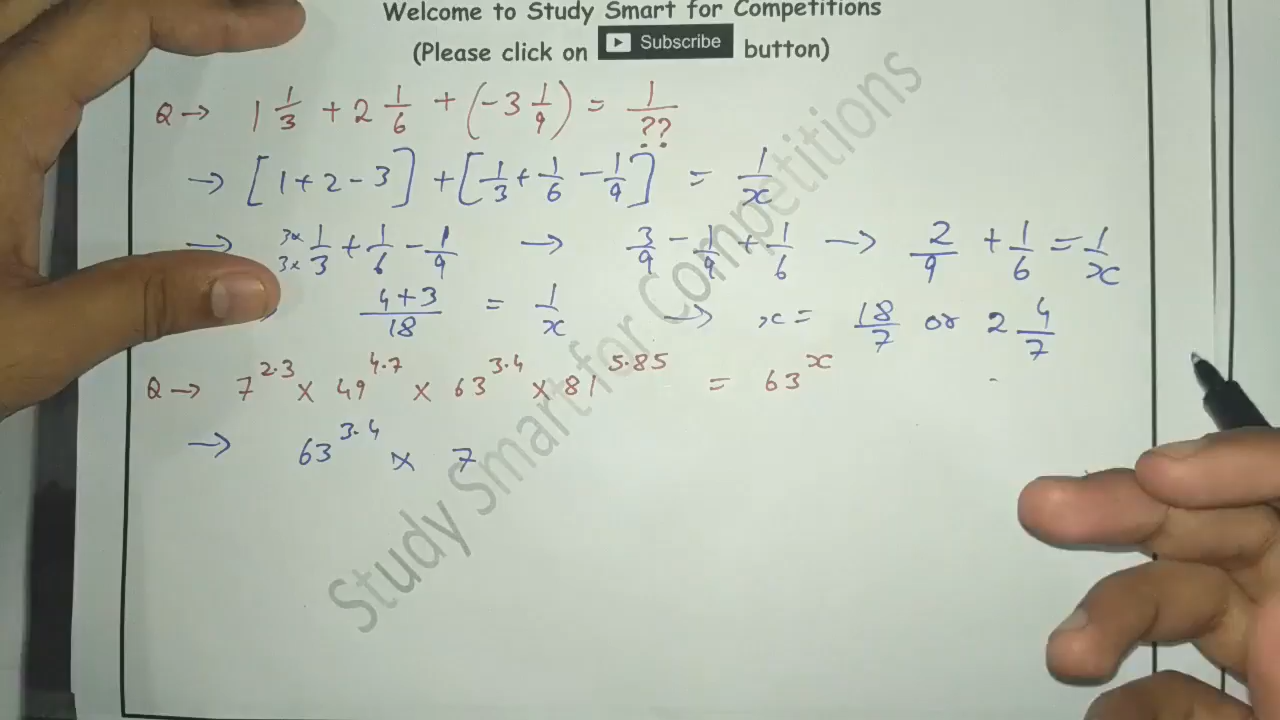 Welcome to Study Smart for Competitions
(Please click on Subscribe button)
Q → 1 1/3 + 2 1/6 + (-3 1/9) = 1/??
→ [1+2-3] + [1/3 + 1/6 - 1/9] = 1/x
→ 3×1/3×3 + 1/6 - 1/9 → 3/9 - 1/9 + 1/6 → 2/9 + 1/6 = 1/x
4+3/18 = 1/x → x = 18/7 or 2 4/7
Q → 7^2.3 × 49^4.7 × 63^3.4 × 81^5.85 = 63^x
→ 63^3.4 × 7
Study Smart for Competitions